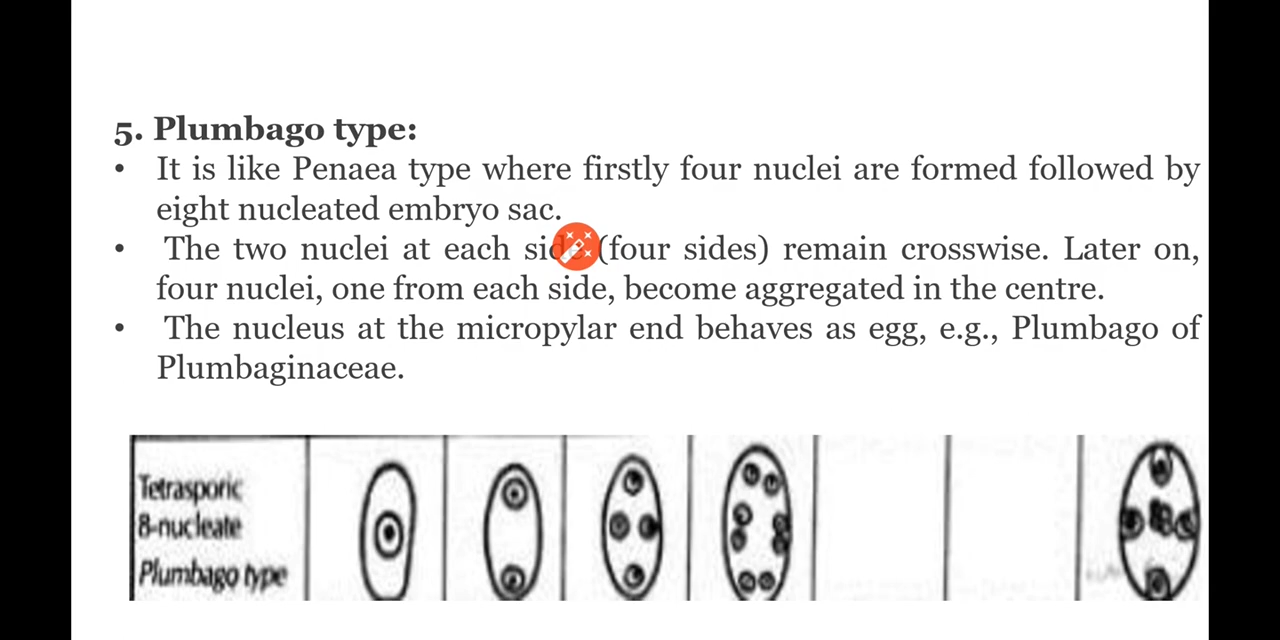 5. Plumbago type:
• It is like Penaea type where firstly four nuclei are formed followed by
eight nucleated embryo sac.
• The two nuclei at each side (four sides) remain crosswise. Later on,
four nuclei, one from each side, become aggregated in the centre.
• The nucleus at the micropylar end behaves as egg, e.g., Plumbago of
Plumbaginaceae.
Tetrasporic
8-nucleate
Plumbago type